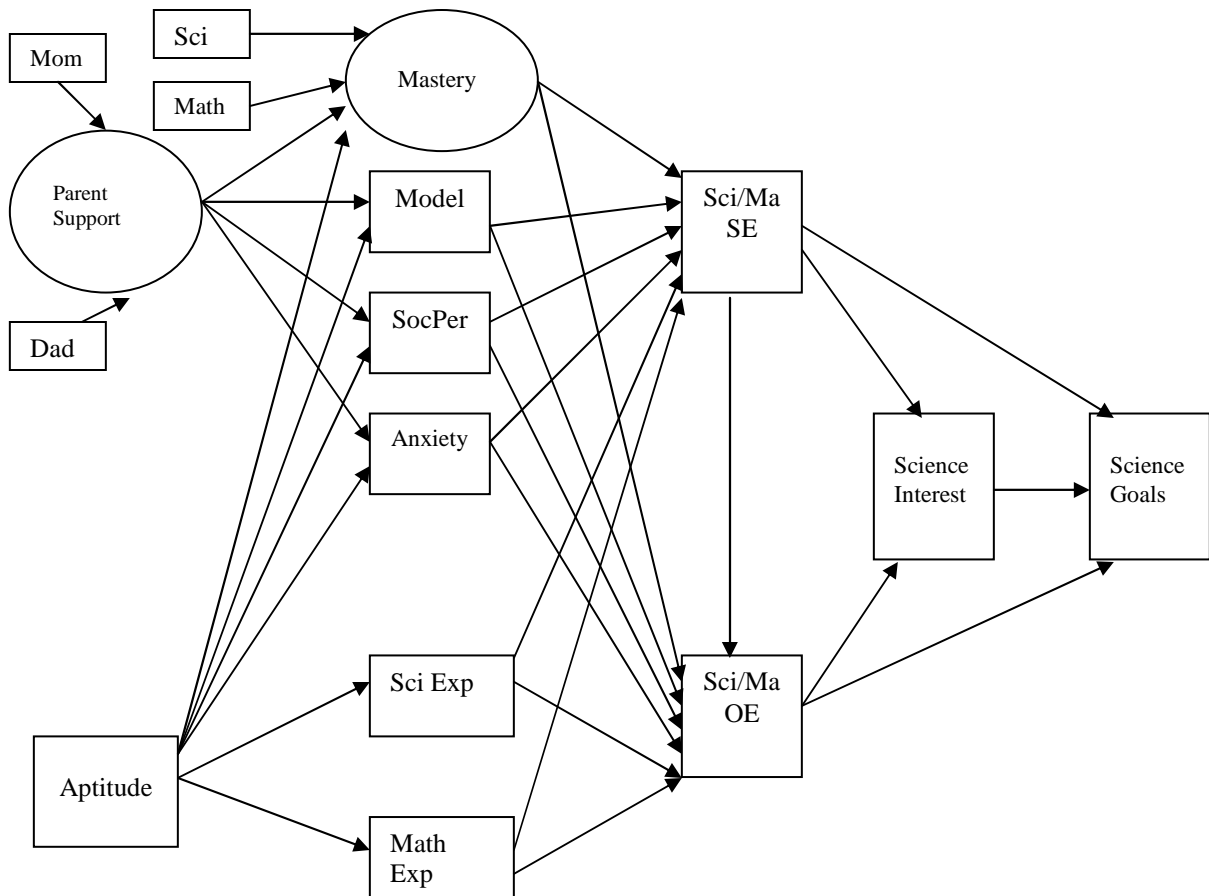 Sci
Mom
Mastery
Math
Parent
Support
Model
Sci/Ma
SE
SocPer
Dad
Anxiety
Science
Interest
Science
Goals
Sci Exp
Sci/Ma
OE
Aptitude
Math
Exp